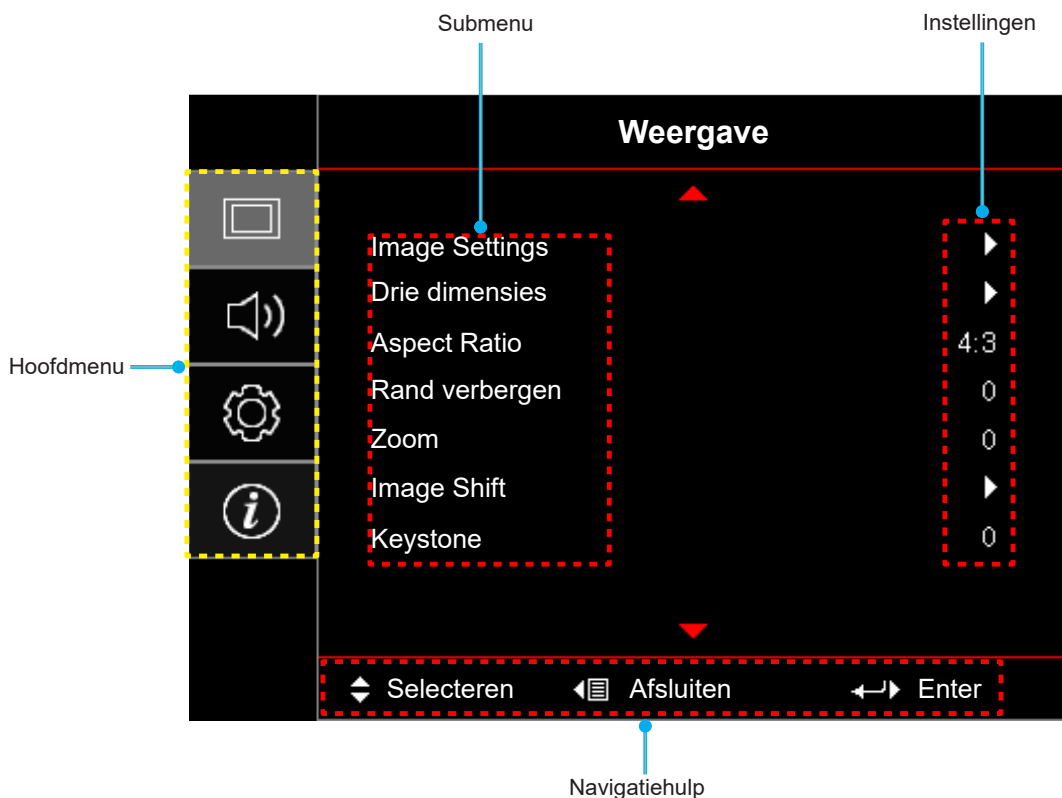 Submenu
Instellingen
Weergave
Image Settings
Drie dimensies
Aspect Ratio 4:3
Rand verbergen 0
Zoom 0
Image Shift
Keystone 0
Hoofdmenu
i
Selecteren Afsluiten Enter
Navigatiehulp